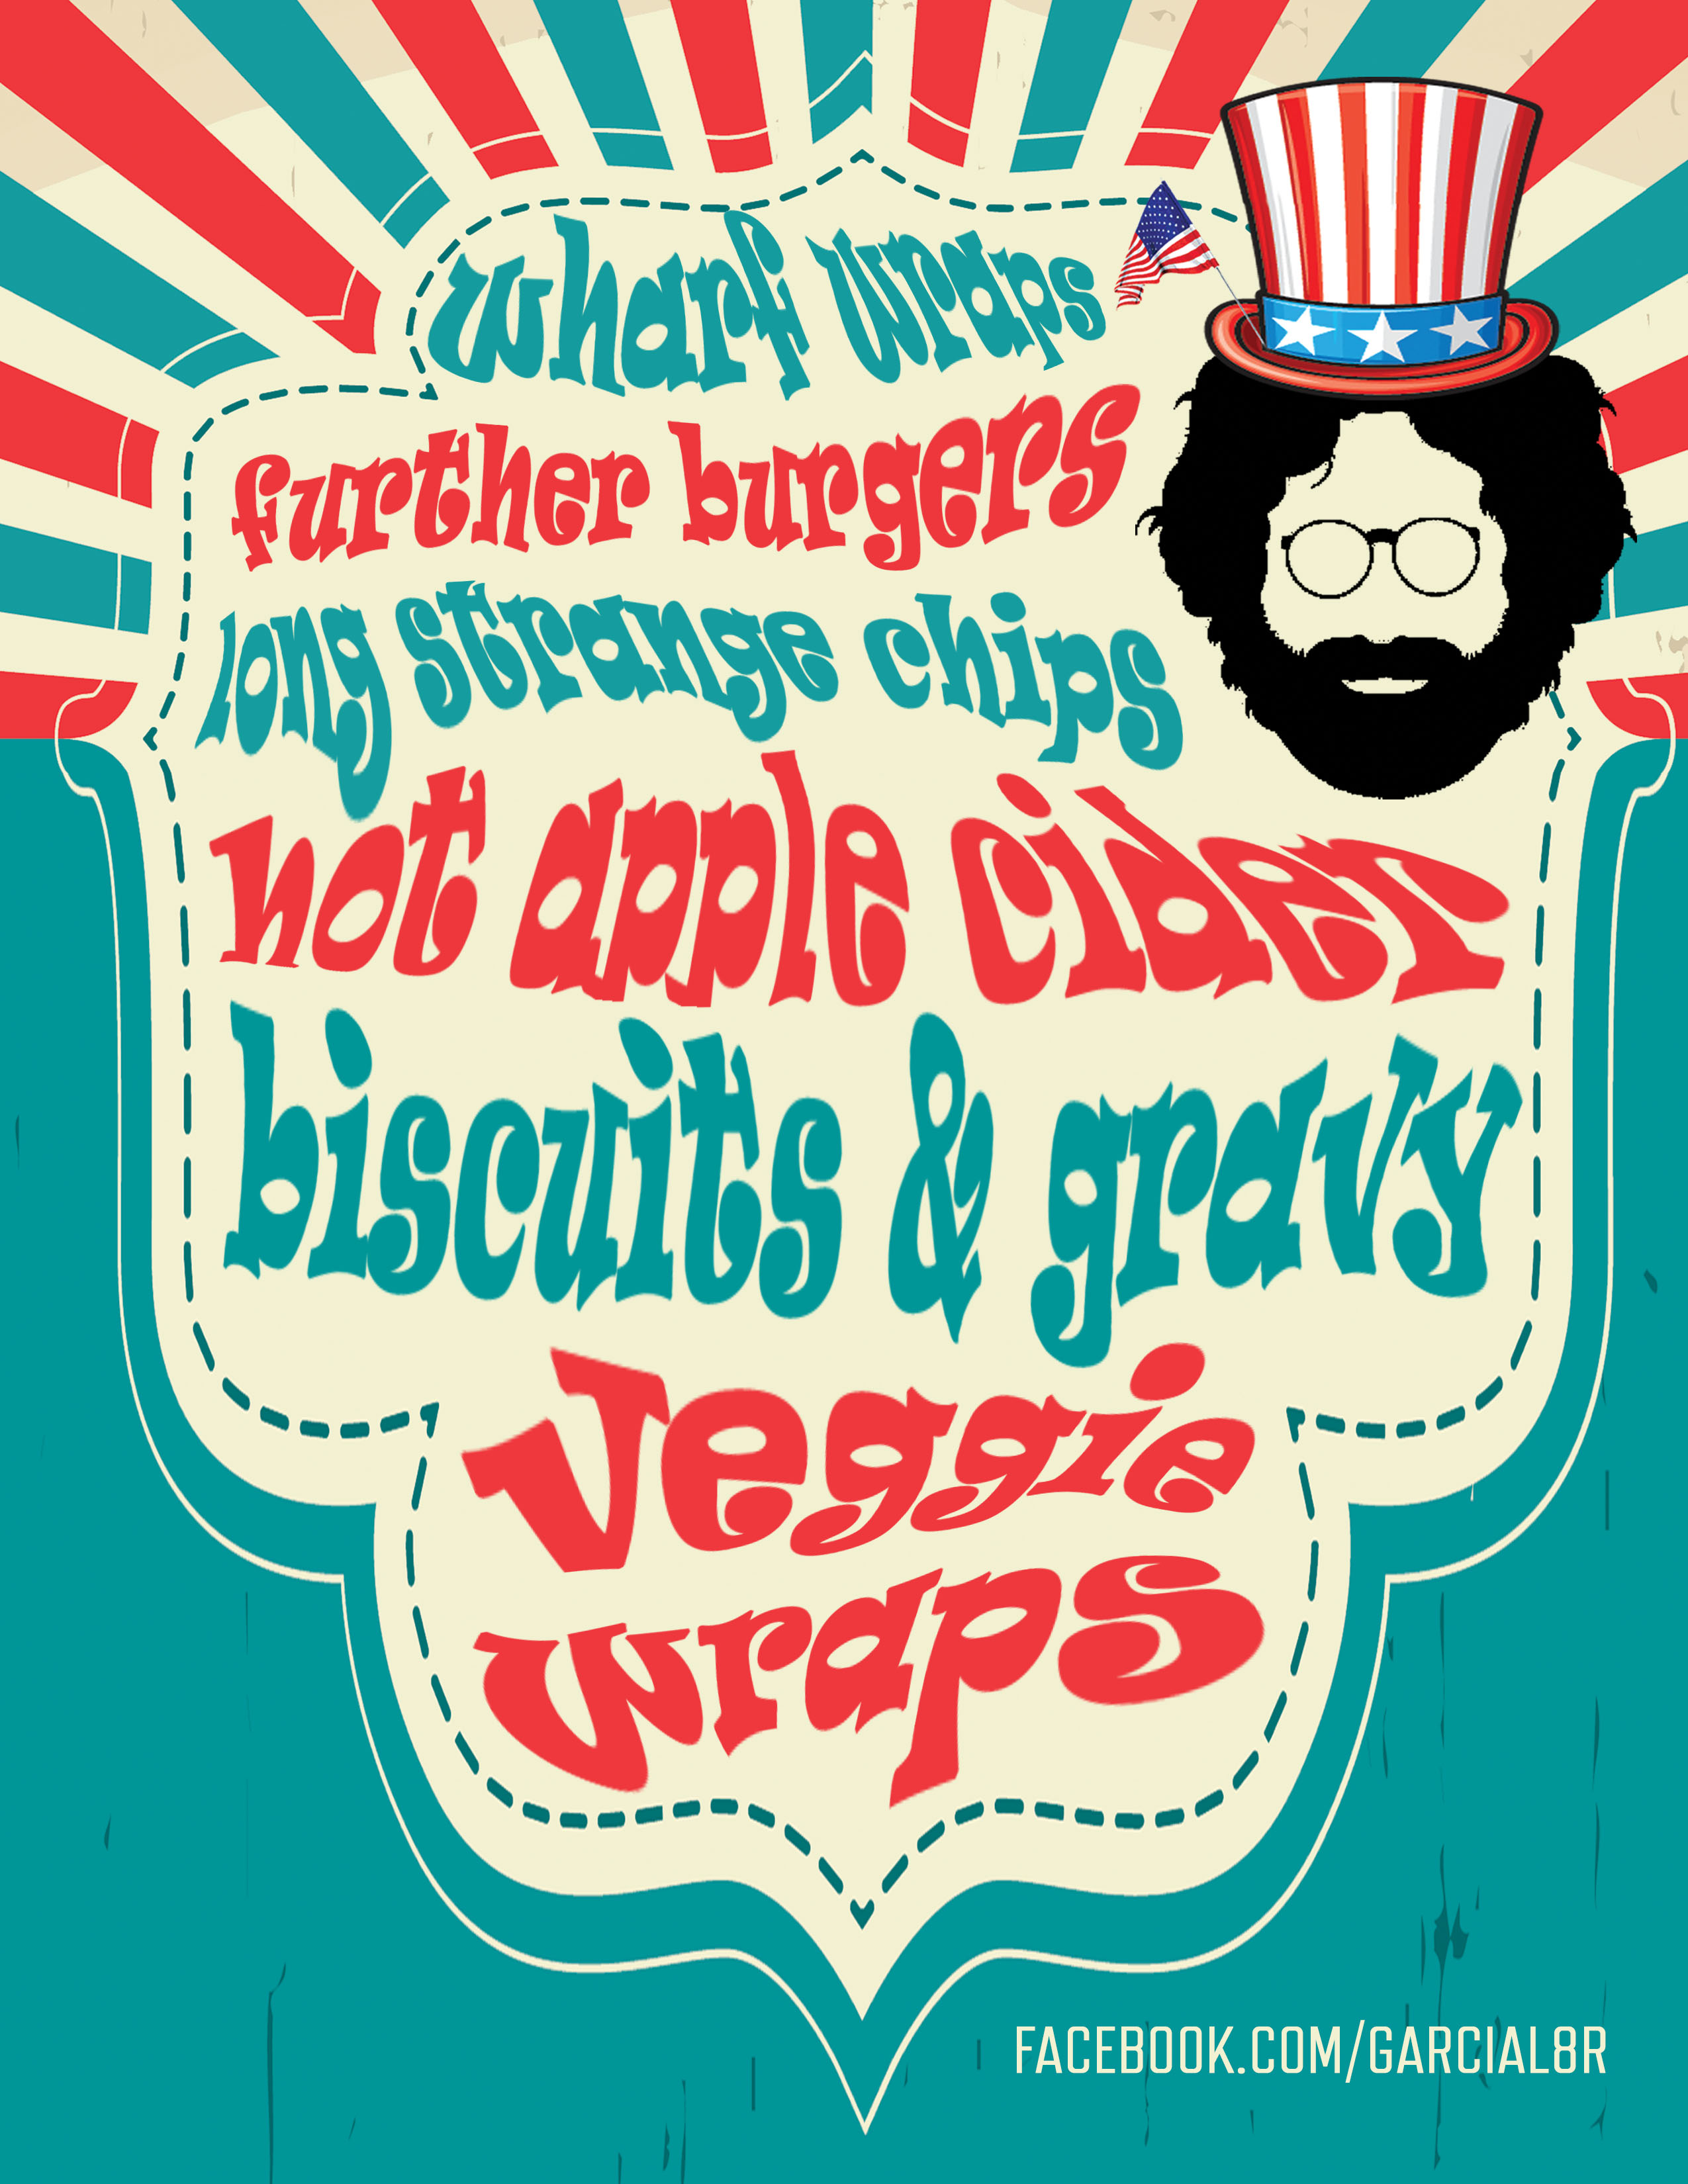 wharf wraps
further burgers
long strange chips
hot apple cider
biscuits & gravy
veggie
wraps
FACEBOOK.COM/GARCIAL8R